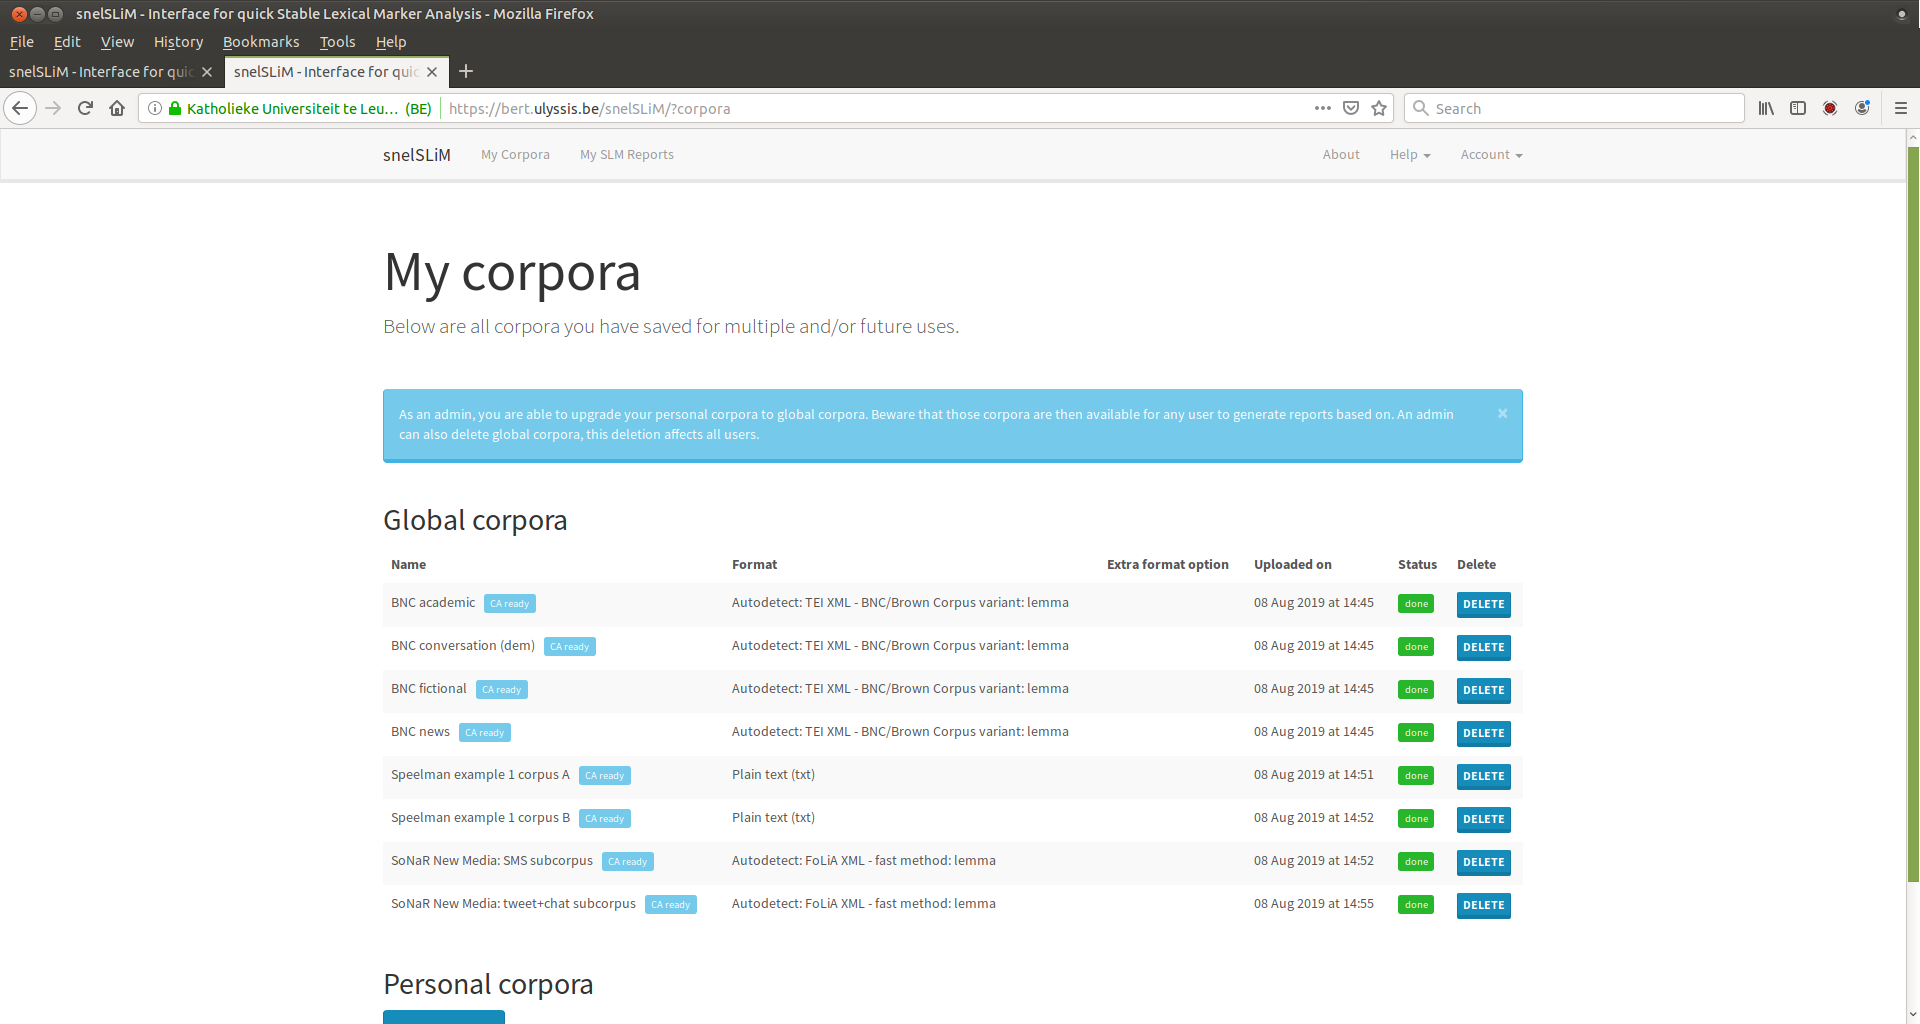 snelSLiM - Interface for quick Stable Lexical Marker Analysis - Mozilla Firefox
File Edit View History Bookmarks Tools Help
snelSLiM - Interface for quic snelSLiM - Interface for quic
Katholieke Universiteit te Leu... (BE) https://bert.ulyssis.be/snelSLiM/?corpora Search
snelSLiM My Corpora My SLM Reports About Help Account
My corpora
Below are all corpora you have saved for multiple and/or future uses.
As an admin, you are able to upgrade your personal corpora to global corpora. Beware that those corpora are then available for any user to generate reports based on. An admin
can also delete global corpora, this deletion affects all users.
Global corpora
Name Format Extra format option Uploaded on Status Delete
BNC academic CA ready Autodetect: TEI XML - BNC/Brown Corpus variant: lemma 08 Aug 2019 at 14:45 done DELETE
BNC conversation (dem) CA ready Autodetect: TEI XML - BNC/Brown Corpus variant: lemma 08 Aug 2019 at 14:45 done DELETE
BNC fictional CA ready Autodetect: TEI XML - BNC/Brown Corpus variant: lemma 08 Aug 2019 at 14:45 done DELETE
BNC news CA ready Autodetect: TEI XML - BNC/Brown Corpus variant: lemma 08 Aug 2019 at 14:45 done DELETE
Speelman example 1 corpus A CA ready Plain text (txt) 08 Aug 2019 at 14:51 done DELETE
Speelman example 1 corpus B CA ready Plain text (txt) 08 Aug 2019 at 14:52 done DELETE
SoNaR New Media: SMS subcorpus CA ready Autodetect: FoLiA XML - fast method: lemma 08 Aug 2019 at 14:52 done DELETE
SoNaR New Media: tweet+chat subcorpus CA ready Autodetect: FoLiA XML - fast method: lemma 08 Aug 2019 at 14:55 done DELETE
Personal corpora